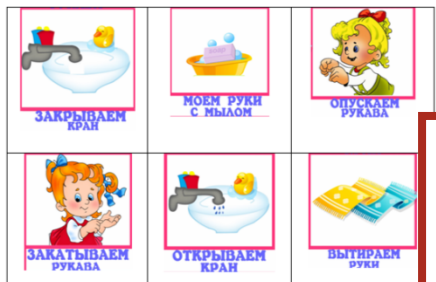 ЗАКРЫВАЕМ
КРАН
МОЕМ РУКИ
С МЫЛОМ
ОПУСКАЕМ
РУКАВА
ЗАКАТЫВАЕМ
РУКАВА
ОТКРЫВАЕМ
КРАН
ВЫТИРАЕМ
РУКИ